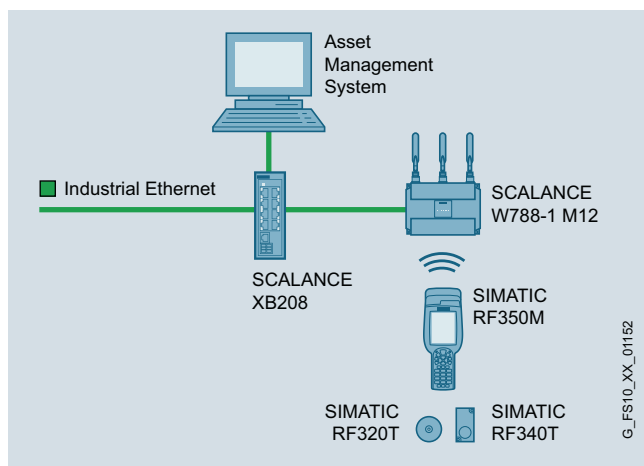 Asset
Management
System
Industrial Ethernet
SCALANCE
W788-1 M12
SCALANCE
XB208
SIMATIC
RF350M
SIMATIC
RF320T
SIMATIC
RF340T
G_FS10_XX_01152